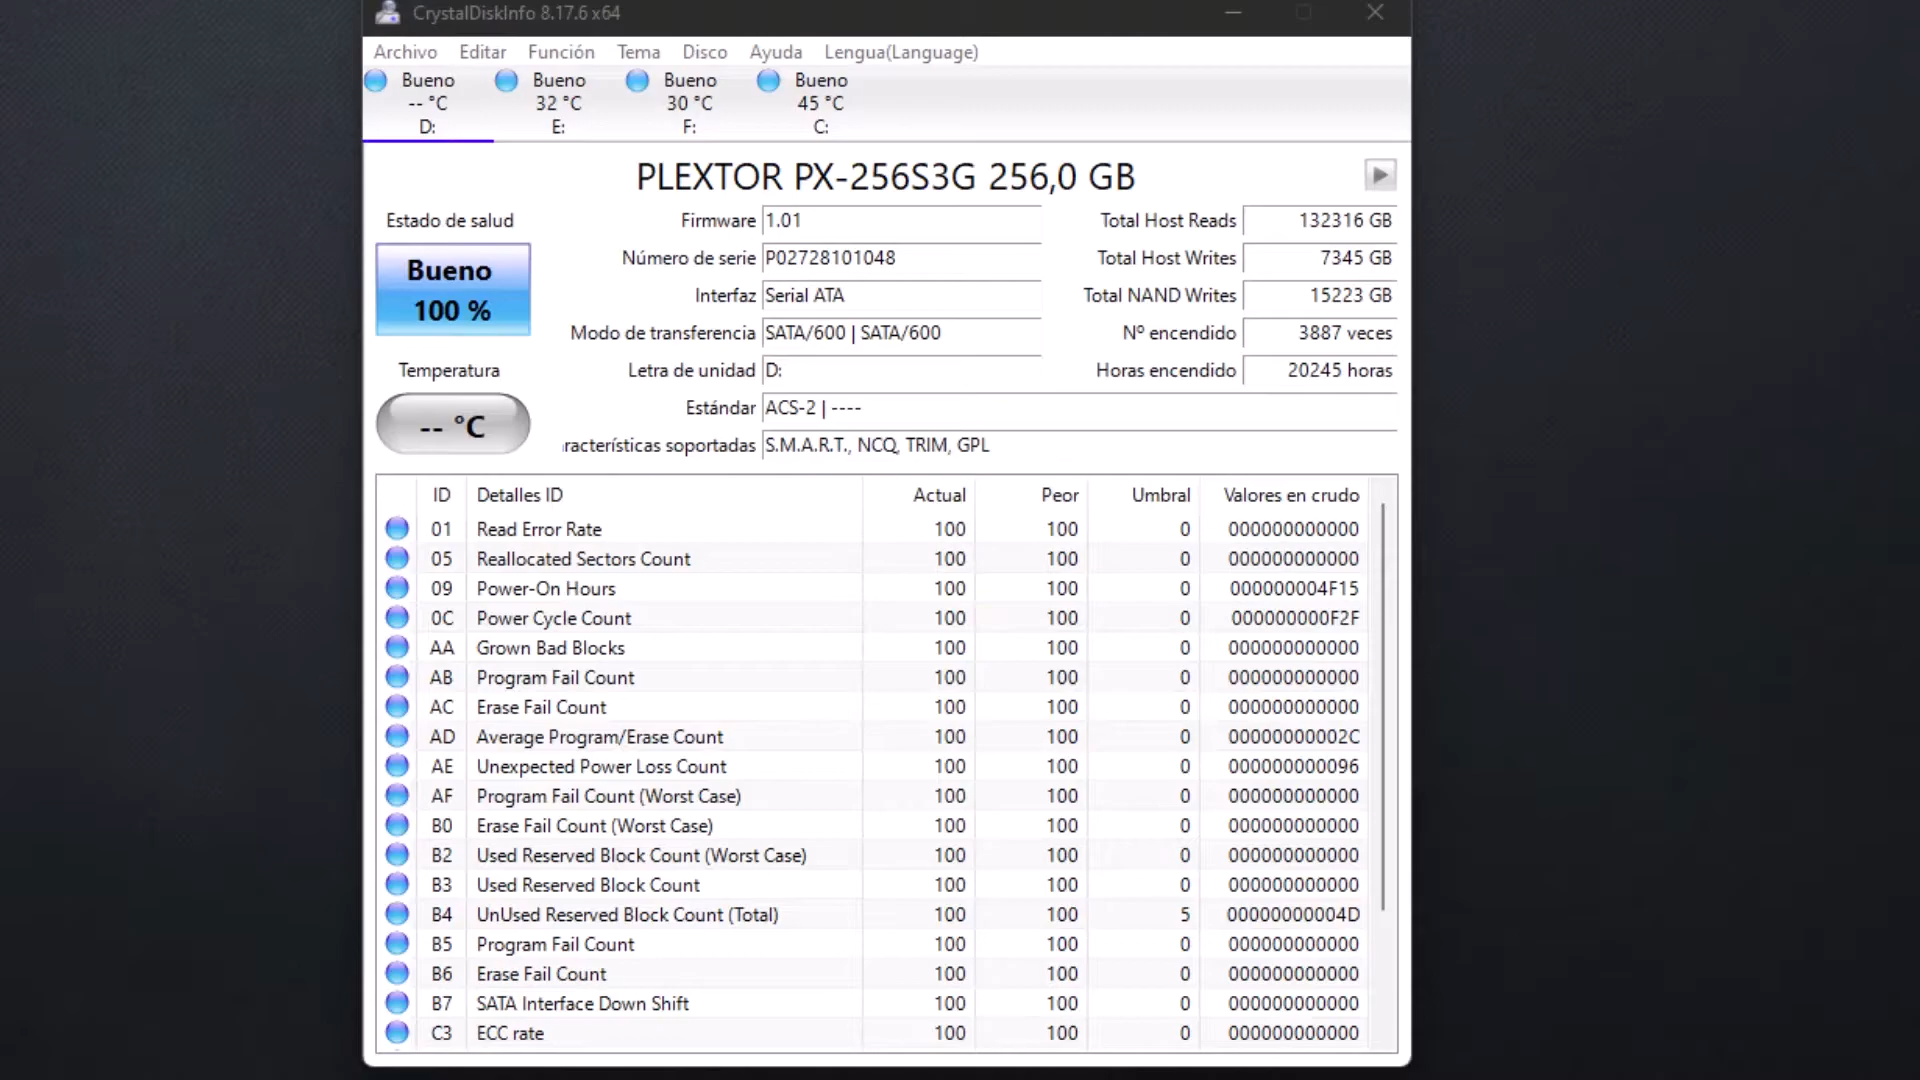 CrystalDiskInfo 8.17.6 x64
Archivo Editar Función Tema Disco Ayuda Lengua(Language)
Bueno Bueno Bueno Bueno
-- °C 32 °C 30 °C 45 °C
D: E: F: C:
PLEXTOR PX-256S3G 256,0 GB
Estado de salud
Bueno
100 %
Temperatura
-- °C
Firmware 1.01
Número de serie P02728101048
Interfaz Serial ATA
Modo de transferencia SATA/600 | SATA/600
Letra de unidad D:
Estándar ACS-2 | ----
racterísticas soportadas S.M.A.R.T., NCQ, TRIM, GPL
Total Host Reads 132316 GB
Total Host Writes 7345 GB
Total NAND Writes 15223 GB
Nº encendido 3887 veces
Horas encendido 20245 horas
ID Detalles ID Actual Peor Umbral Valores en crudo
01 Read Error Rate 100 100 0 000000000000
05 Reallocated Sectors Count 100 100 0 000000000000
09 Power-On Hours 100 100 0 000000004F15
0C Power Cycle Count 100 100 0 000000000F2F
AA Grown Bad Blocks 100 100 0 000000000000
AB Program Fail Count 100 100 0 000000000000
AC Erase Fail Count 100 100 0 000000000000
AD Average Program/Erase Count 100 100 0 00000000002C
AE Unexpected Power Loss Count 100 100 0 000000000096
AF Program Fail Count (Worst Case) 100 100 0 000000000000
B0 Erase Fail Count (Worst Case) 100 100 0 000000000000
B2 Used Reserved Block Count (Worst Case) 100 100 0 000000000000
B3 Used Reserved Block Count 100 100 0 000000000000
B4 UnUsed Reserved Block Count (Total) 100 100 5 00000000004D
B5 Program Fail Count 100 100 0 000000000000
B6 Erase Fail Count 100 100 0 000000000000
B7 SATA Interface Down Shift 100 100 0 000000000000
C3 ECC rate 100 100 0 000000000000